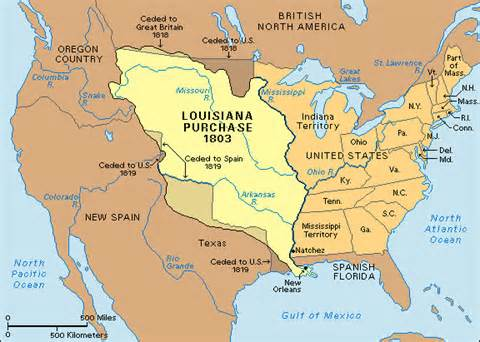 Ceded to
Great Britain
1818
Ceded to U.S.
1818
BRITISH
NORTH AMERICA
OREGON
COUNTRY
Columbia
R.
Snake
R.
Missouri
R.
Mississippi
R.
Great
Lakes
St. Lawrence R.
Part
of
Mass.
Vt.
N.H.
Mass.
R.I.
Conn.
N.Y.
Pa.
N.J.
Del.
Md.
LOUISIANA
PURCHASE
1803
Indiana
Territory
Ohio
UNITED STATES
Ohio R.
Va.
Ky.
N.C.
Tenn.
S.C.
Ceded to U.S.
1819
Ceded to Spain
1819
Colorado
R.
Arkansas
R.
NEW SPAIN
Mississippi
Territory
Ga.
Natchez
Texas
Rio
Grande
Ceded to U.S.
1819
New
Orleans
SPANISH
FLORIDA
North
Atlantic
Ocean
North
Pacific
Ocean
Gulf of Mexico
0 500 Miles
0 500 Kilometers